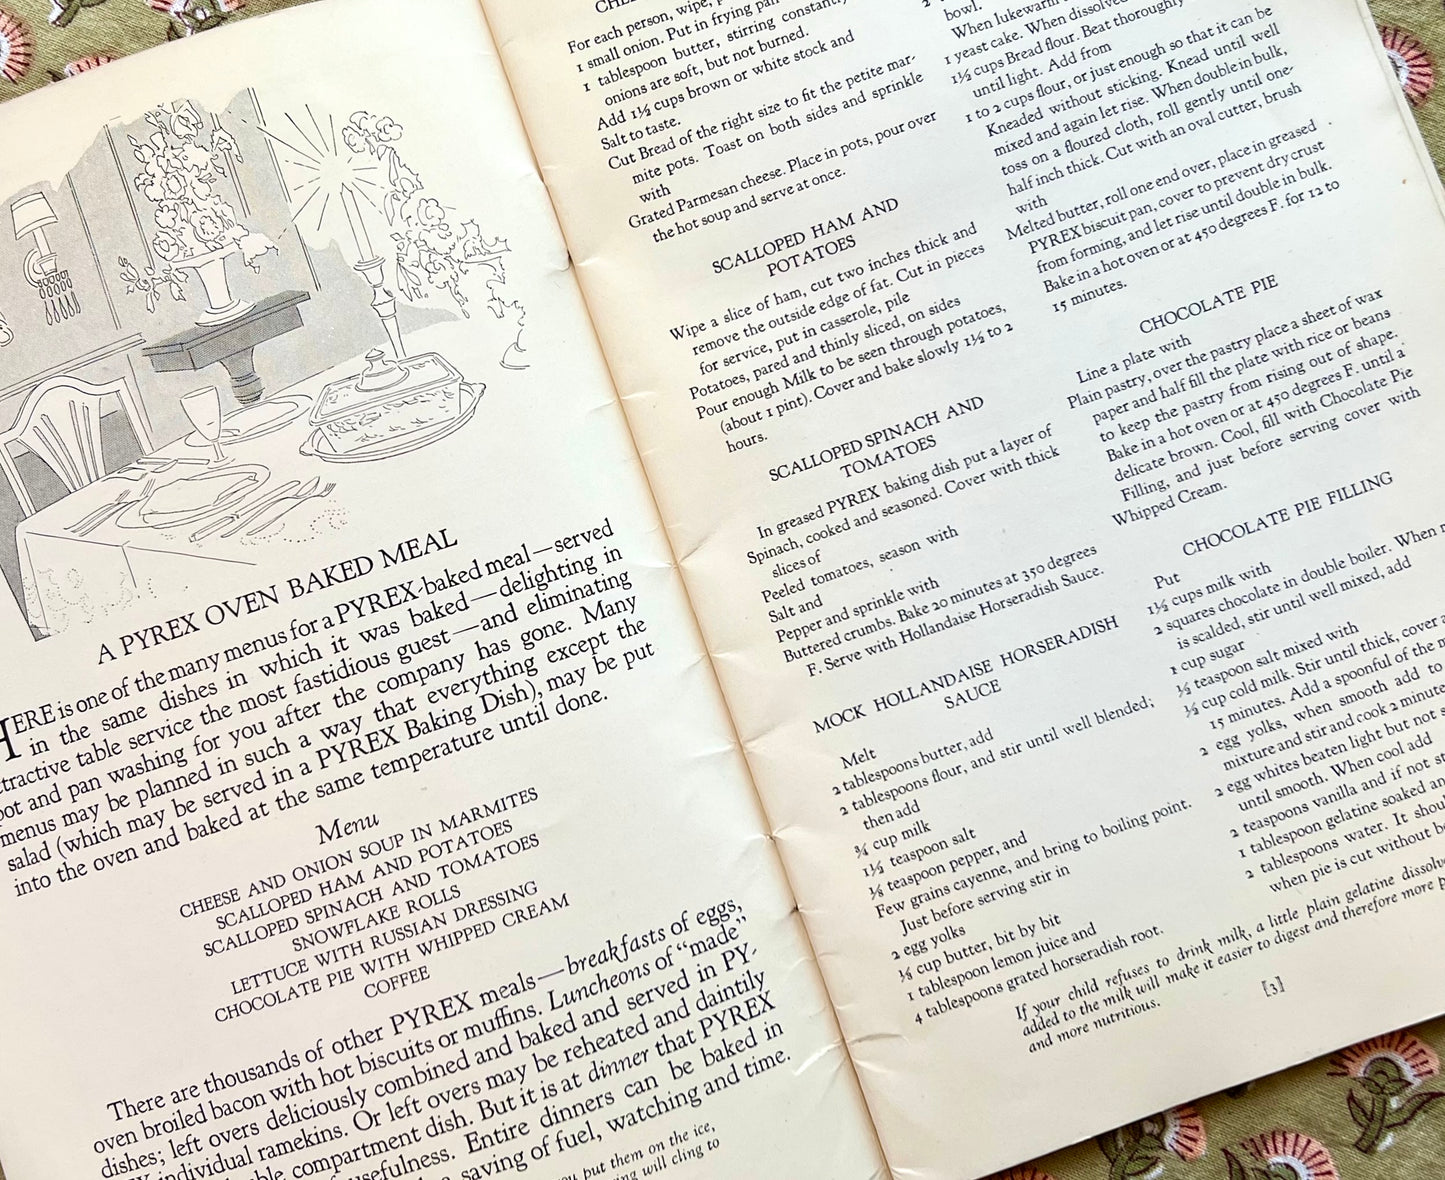 A PYREX OVEN BAKED MEAL
HERE is one of the many menus for a PYREX-baked meal—served
in the same dishes in which it was baked—delighting in
tractive table service the most fastidious guest—and eliminating
pot and pan washing for you after the company has gone. Many
menus may be planned in such a way that everything except the
salad (which may be served in a PYREX Baking Dish), may be put
into the oven and baked at the same temperature until done.
Menu
CHEESE AND ONION SOUP IN MARMITES
SCALLOPED HAM AND POTATOES
SCALLOPED SPINACH AND TOMATOES
SNOWFLAKE ROLLS
LETTUCE WITH RUSSIAN DRESSING
CHOCOLATE PIE WITH WHIPPED CREAM
COFFEE
There are thousands of other PYREX meals—breakfasts of eggs,
oven broiled bacon with hot biscuits or muffins. Luncheons of "made"
dishes; left overs deliciously combined and baked and served in PY-
individual ramekins. Or left overs may be reheated and daintily
compartment dish. But it is at dinner that PYREX
usefulness. Entire dinners can be baked in
saving of fuel, watching and time.
but them on the ice,
will cling to
For each person, wipe,
1 small onion. Put in frying pan
1 tablespoon butter, stirring constantly
onions are soft, but not burned.
Add 1½ cups brown or white stock and
Salt to taste.
Cut Bread of the right size to fit the petite mar-
mite pots. Toast on both sides and sprinkle
with
Grated Parmesan cheese. Place in pots, pour over
the hot soup and serve at once.
SCALLOPED HAM AND
POTATOES
Wipe a slice of ham, cut two inches thick and
remove the outside edge of fat. Cut in pieces
for service, put in casserole, pile
Potatoes, pared and thinly sliced, on sides
Pour enough Milk to be seen through potatoes,
(about 1 pint). Cover and bake slowly 1½ to 2
hours.
SCALLOPED SPINACH AND
TOMATOES
In greased PYREX baking dish put a layer of
Spinach, cooked and seasoned. Cover with thick
slices of
Peeled tomatoes, season with
Salt and
Pepper and sprinkle with
Buttered crumbs. Bake 20 minutes at 350 degrees
F. Serve with Hollandaise Horseradish Sauce.
MOCK HOLLANDAISE HORSERADISH
SAUCE
Melt
2 tablespoons butter, add
2 tablespoons flour, and stir until well blended;
then add
¾ cup milk
1½ teaspoon salt
⅛ teaspoon pepper, and
Few grains cayenne, and bring to boiling point.
Just before serving stir in
2 egg yolks
cup butter, bit by bit
1 tablespoon lemon juice and
4 tablespoons grated horseradish root.
bowl.
When lukewarm
1 yeast cake. When dissolved
1½ cups Bread flour. Beat thoroughly
until light. Add from
1 to 2 cups flour, or just enough so that it can be
Kneaded without sticking. Knead until well
mixed and again let rise. When double in bulk,
toss on a floured cloth, roll gently until one-
half inch thick. Cut with an oval cutter, brush
with
Melted butter, roll one end over, place in greased
PYREX biscuit pan, cover to prevent dry crust
from forming, and let rise until double in bulk.
Bake in a hot oven or at 450 degrees F. for 12 to
15 minutes.
CHOCOLATE PIE
Line a plate with
Plain pastry, over the pastry place a sheet of wax
paper and half fill the plate with rice or beans
to keep the pastry from rising out of shape.
Bake in a hot oven or at 450 degrees F. until a
delicate brown. Cool, fill with Chocolate Pie
Filling, and just before serving cover with
Whipped Cream.
CHOCOLATE PIE FILLING
Put
1½ cups milk with
2 squares chocolate in double boiler. When
is scalded, stir until well mixed, add
1 cup sugar
teaspoon salt mixed with
cup cold milk. Stir until thick, cover
15 minutes. Add a spoonful of the
2 egg yolks, when smooth add to
mixture and stir and cook 2 minute
2 egg whites beaten light but not
until smooth. When cool add
2 teaspoons vanilla and if not
1 tablespoon gelatine soaked
2 tablespoons water. It shou
when pie is cut without
If your child refuses to drink milk, a little plain gelatine dissol
added to the milk will make it easier to digest and therefore more
and more nutritious.
[3]